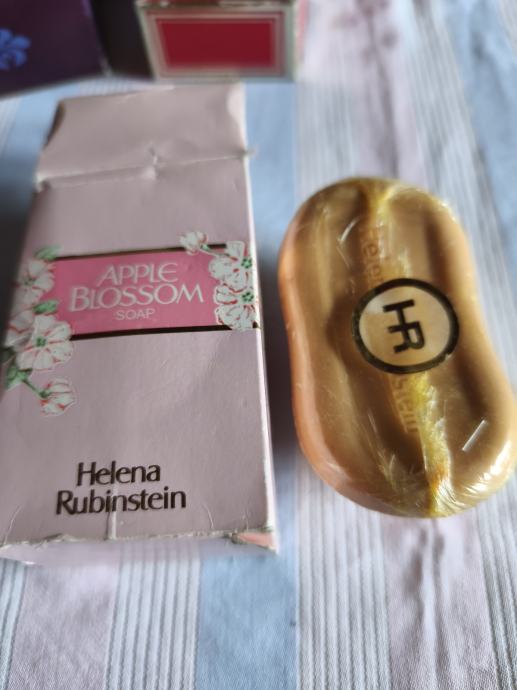 APPLE
BLOSSOM
SOAP
Helena
Rubinstein
HR